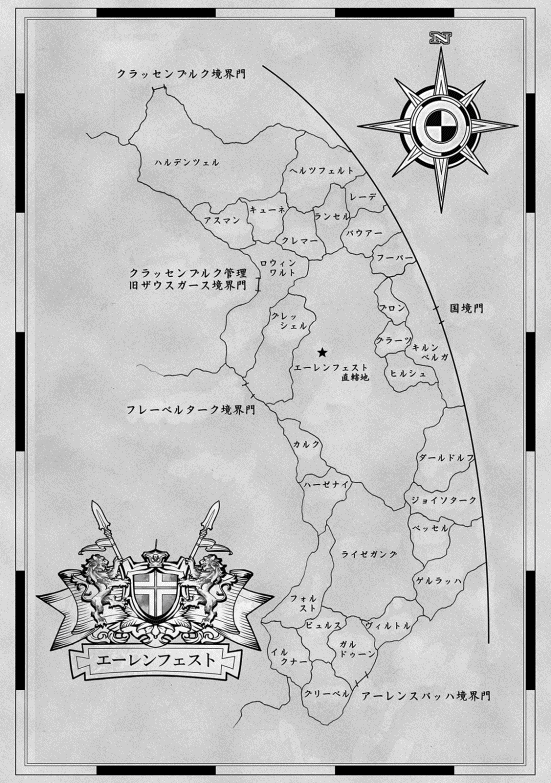 N
クラッセンブルク境界門
ハルデンツェル
ヘルツフェルト
レーデ
アスマン
キューネ
ランセル
クレマー
バウアー
ロヴィン
ワルト
フーバー
クラッセンブルク管理
旧ザウスガース境界門
グレッ
シェル
ブロン
国境門
グラーツ
キルン
ベルガ
エーレンフェスト
直轄地
ヒルシュ
フレーベルターク境界門
カルク
ダールドルフ
ハーゼナイ
ジョイソターク
ベッセル
ライゼガング
ゲルラッハ
フォル
スト
ビュルス
ヴィルトル
イル
クナー
ガル
ドゥーン
グリーベル
アーレンスバッハ境界門
エーレンフェスト